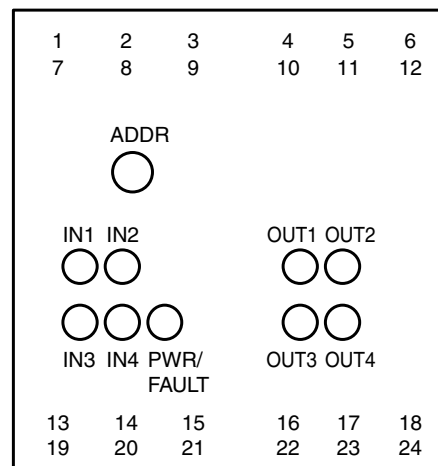 1 2 3 4 5 6
7 8 9 10 11 12
ADDR
IN1 IN2 OUT1 OUT2
IN3 IN4 PWR/ OUT3 OUT4
FAULT
13 14 15 16 17 18
19 20 21 22 23 24